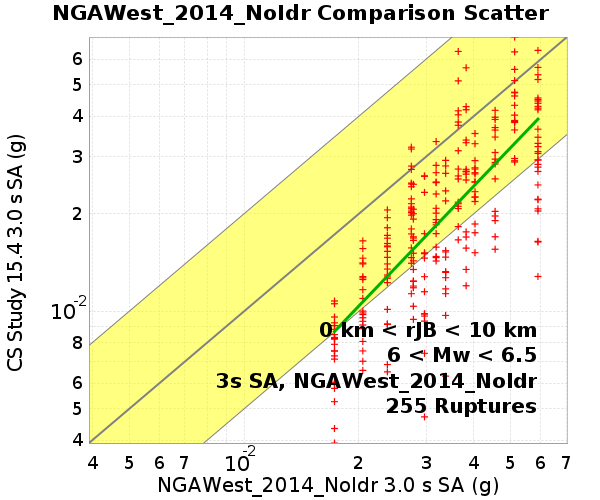 NGAWest_2014_NoIdr Comparison Scatter
CS Study 15.4 3.0 s SA (g)
6
5
4
3
2
10-2
8
6
5
4
0 km < rJB < 10 km
6 < Mw < 6.5
3s SA, NGAWest_2014_NoIdr
255 Ruptures
4 5 6 7 10-2 2 3 4 5 6 7
NGAWest_2014_NoIdr 3.0 s SA (g)